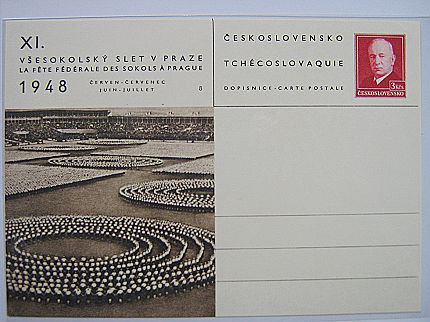 XI.
VŠESOKOLSKÝ SLET V PRAZE
LA FÊTE FÉDÉRALE DES SOKOLS À PRAGUE
1948
ČERVEN-ČERVENEC
JUIN-JUILLET
8
ČESKOSLOVENSKO
TCHÉCOSLOVAQUIE
DOPISNICE-CARTE POSTALE
3Kčs
ČESKOSLOVENSKO